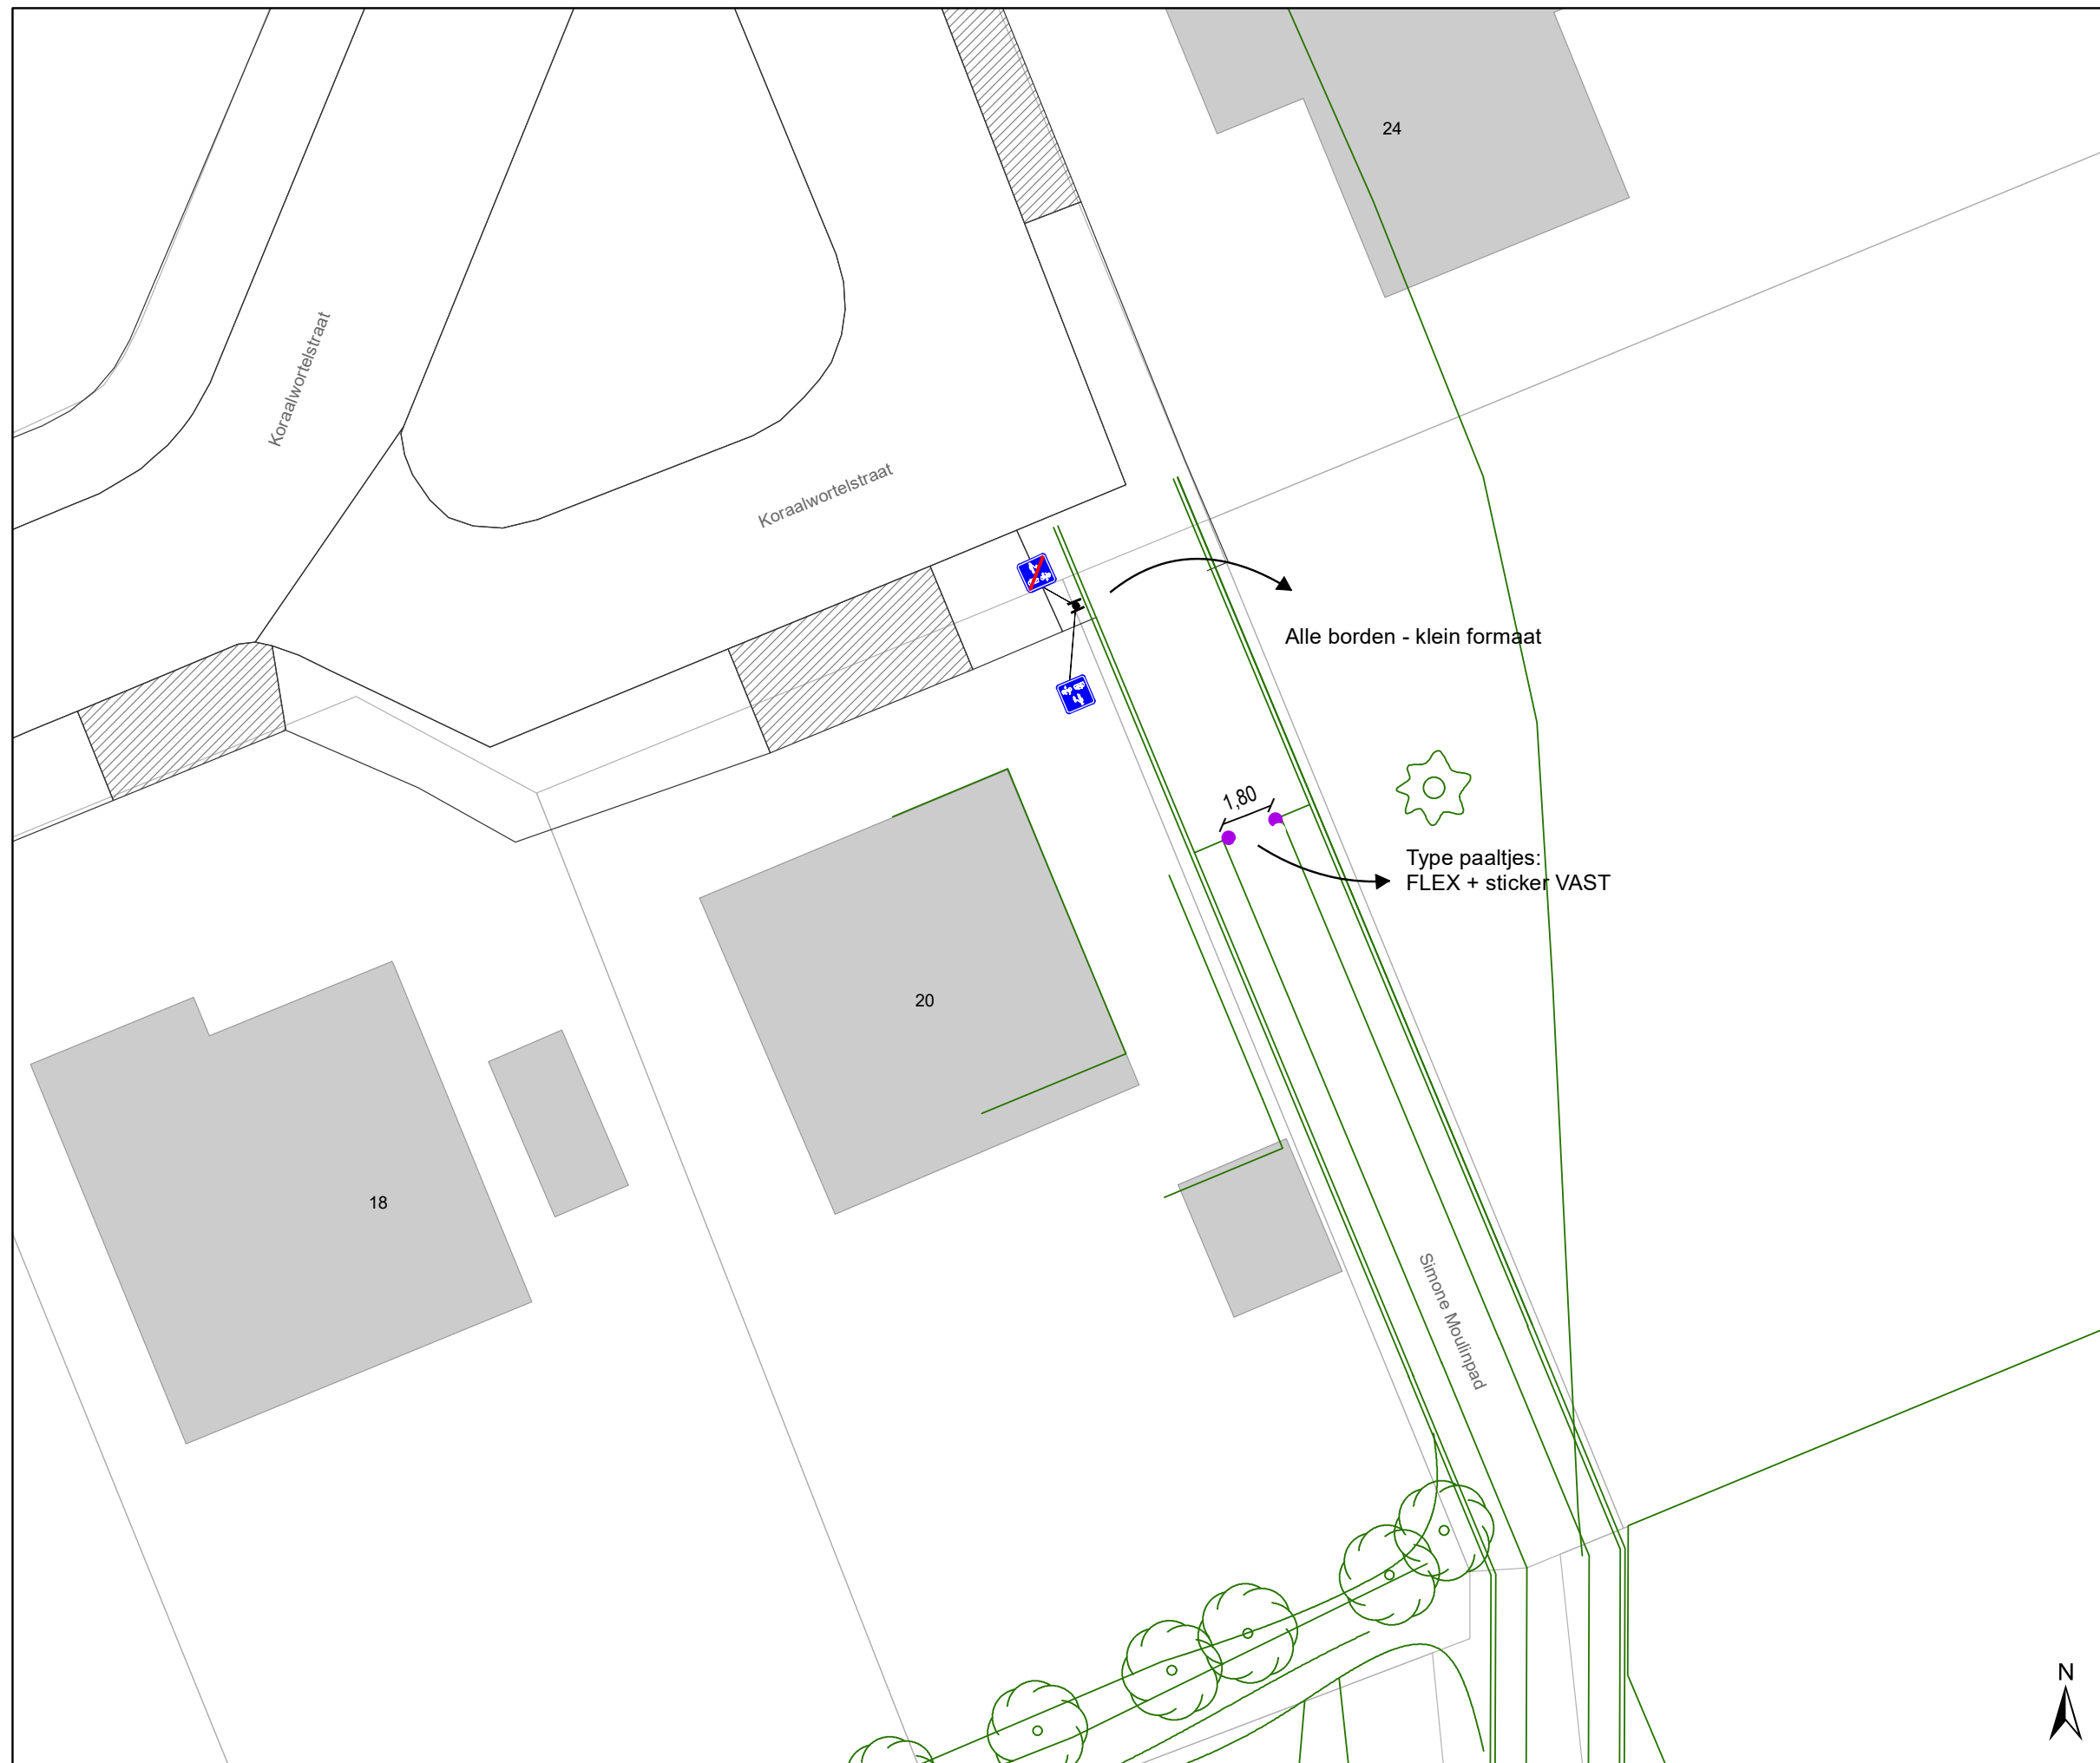 24
Koraalwortelstraat
Koraalwortelstraat
Alle borden - klein formaat
1,80
Type paaltjes:
FLEX + sticker VAST
20
18
Simone Moulinpad
N